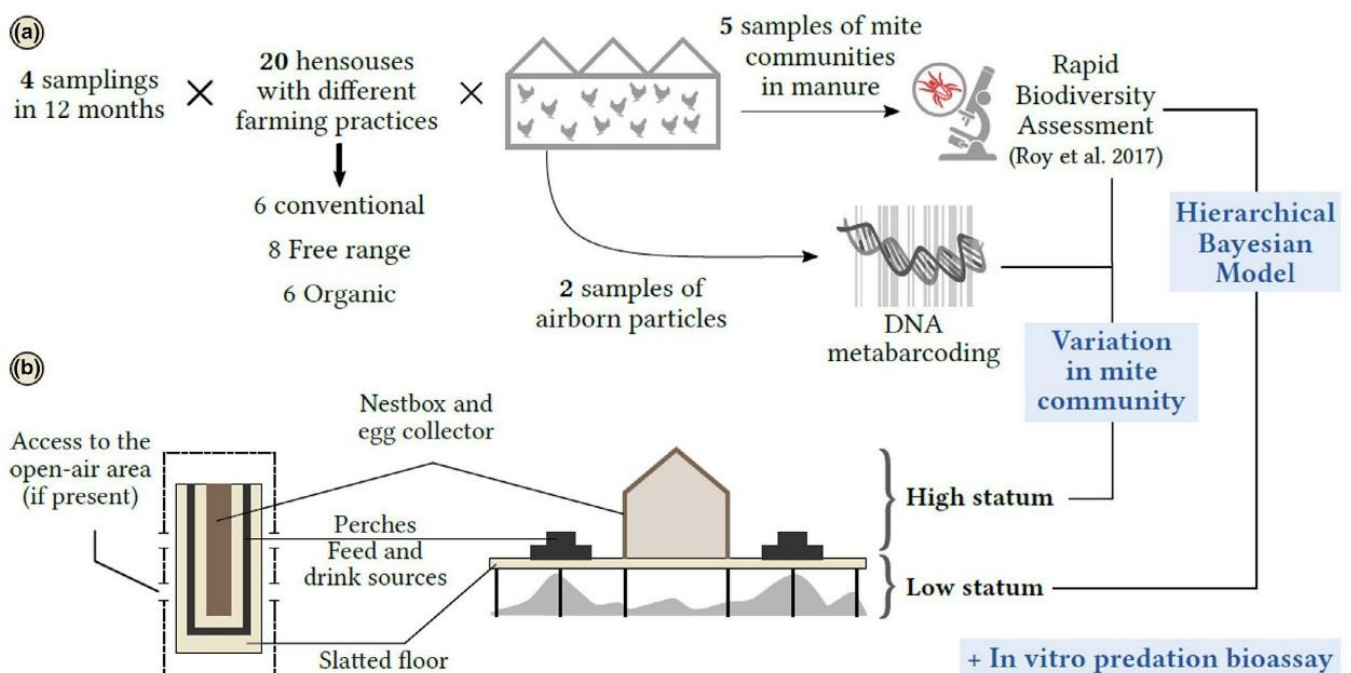 (a)
4 samplings
in 12 months
×
20 hensouses
with different
farming practices
×
6 conventional
8 Free range
6 Organic
5 samples of mite
communities
in manure
Rapid
Biodiversity
Assessment
(Roy et al. 2017)
2 samples of
airborn particles
DNA
metabarcoding
Hierarchical
Bayesian
Model
Variation
in mite
community
(b)
Access to the
open-air area
(if present)
Nestbox and
egg collector
Perches
Feed and
drink sources
Slatted floor
High statum
Low statum
+ In vitro predation bioassay